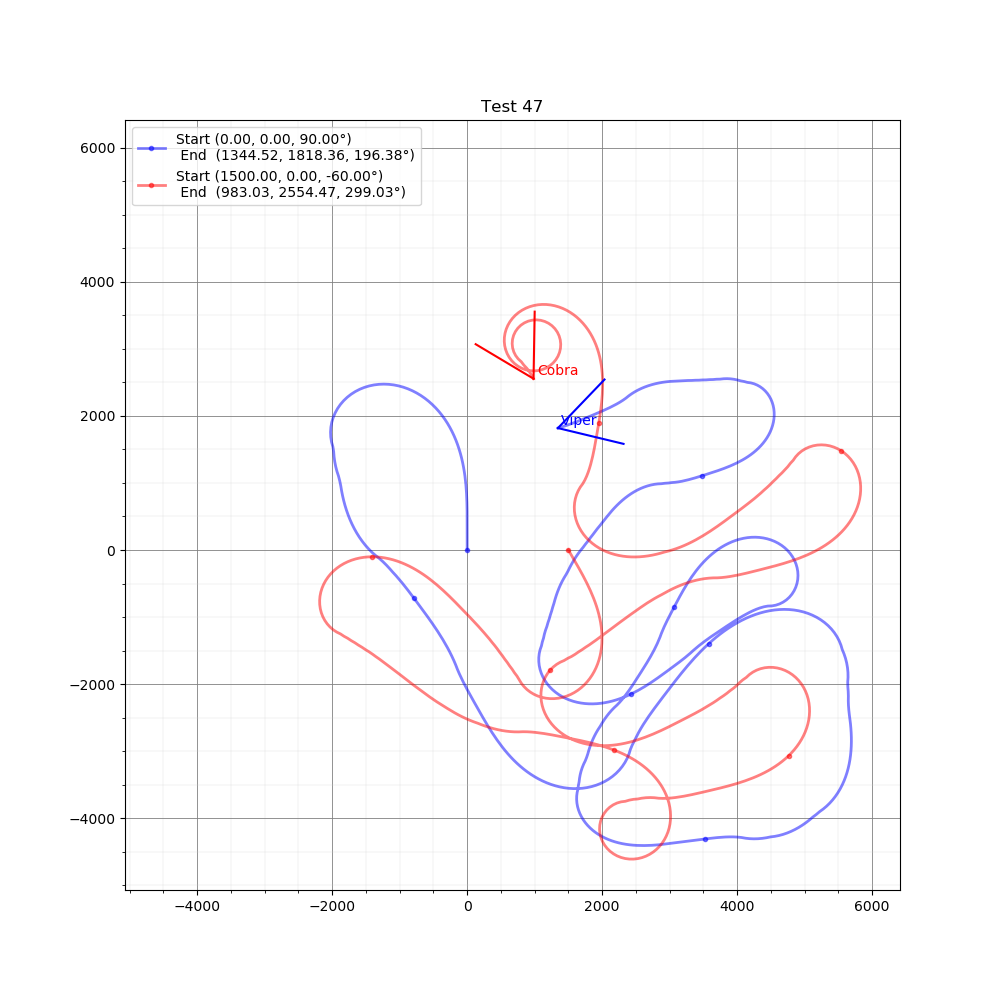 Test 47
Start (0.00, 0.00, 90.00°)
End (1344.52, 1818.36, 196.38°)
Start (1500.00, 0.00, -60.00°)
End (983.03, 2554.47, 299.03°)
6000
4000
Cobra
Viper
2000
0
−2000
−4000
−4000 −2000 0 2000 4000 6000